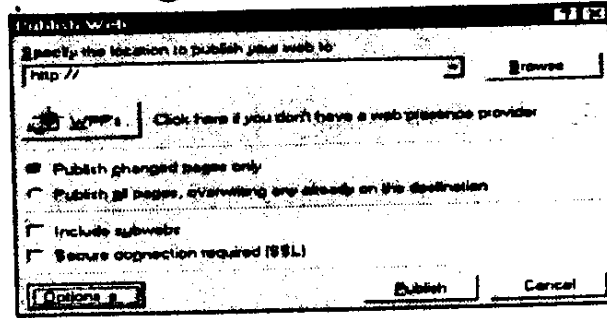 Publish Web
Specify the location to publish your web to:
http://
Browse
WPP's
Click here if you don't have a web presence provider
Publish changed pages only
Publish all pages, overwriting any already on the destination
Include subwebs
Secure connection required (SSL)
Options
Publish
Cancel